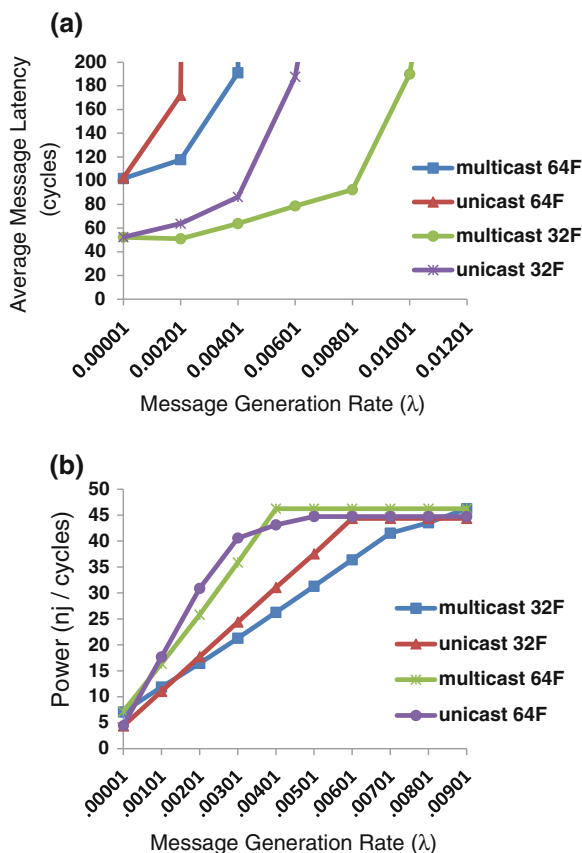 (a)
Average Message Latency
(cycles)
200
180
160
140
120
100
80
60
40
20
0
0.00001
0.00201
0.00401
0.00601
0.00801
0.01001
0.01201
Message Generation Rate (λ)
multicast 64F
unicast 64F
multicast 32F
unicast 32F
(b)
Power (nj / cycles)
50
45
40
35
30
25
20
15
10
5
0
.00001
.00101
.00201
.00301
.00401
.00501
.00601
.00701
.00801
.00901
Message Generation Rate (λ)
multicast 32F
unicast 32F
multicast 64F
unicast 64F